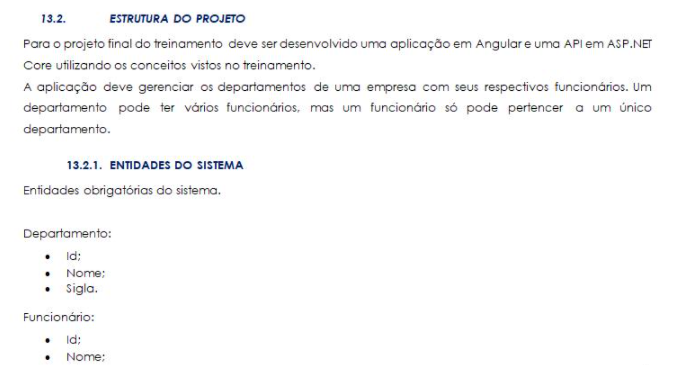 13.2. ESTRUTURA DO PROJETO
Para o projeto final do treinamento deve ser desenvolvido uma aplicação em Angular e uma API em ASP.NET
Core utilizando os conceitos vistos no treinamento.
A aplicação deve gerenciar os departamentos de uma empresa com seus respectivos funcionários. Um
departamento pode ter vários funcionários, mas um funcionário só pode pertencer a um único
departamento.
13.2.1. ENTIDADES DO SISTEMA
Entidades obrigatórias do sistema.
Departamento:
• Id;
• Nome;
• Sigla.
Funcionário:
• Id;
• Nome;